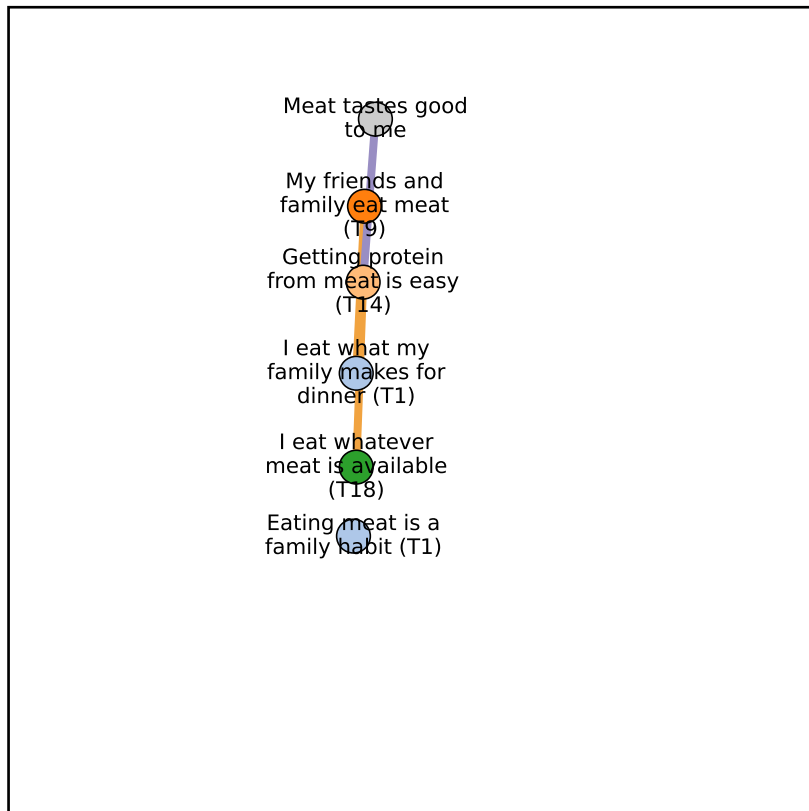 Meat tastes good
to me
My friends and
family eat meat
(T9)
Getting protein
from meat is easy
(T14)
I eat what my
family makes for
dinner (T1)
I eat whatever
meat is available
(T18)
Eating meat is a
family habit (T1)